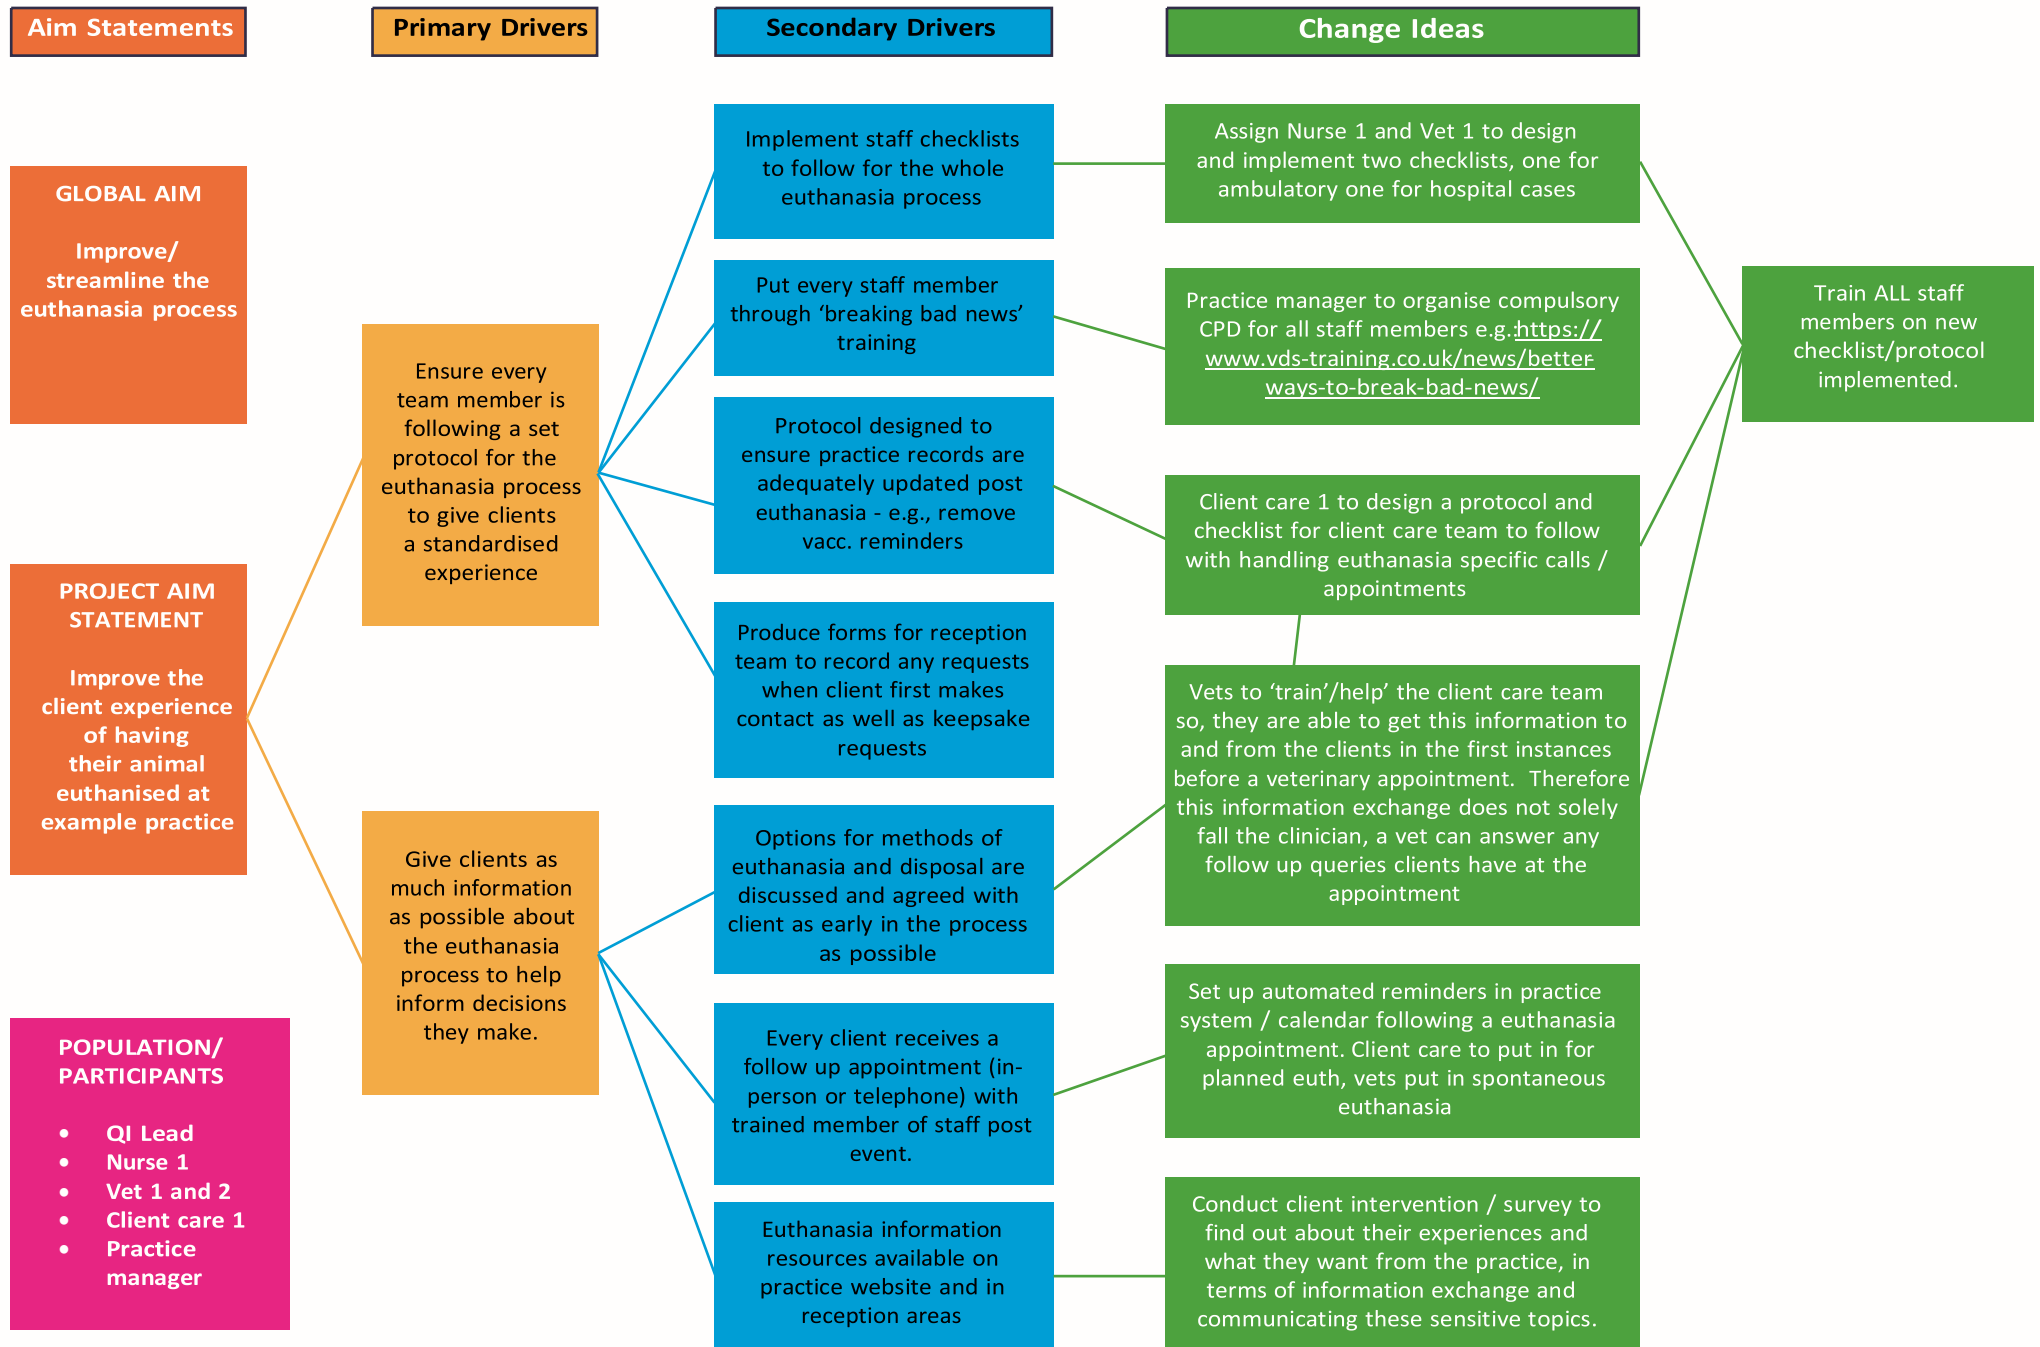 Aim Statements
Primary Drivers
Secondary Drivers
Change Ideas
GLOBAL AIM
Improve/
streamline the
euthanasia process
PROJECT AIM
STATEMENT
Improve the
client experience
of having
their animal
euthanised at
example practice
POPULATION/
PARTICIPANTS
• QI Lead
• Nurse 1
• Vet 1 and 2
• Client care 1
• Practice
manager
Ensure every
team member is
following a set
protocol for the
euthanasia process
to give clients
a standardised
experience
Give clients as
much information
as possible about
the euthanasia
process to help
inform decisions
they make.
Implement staff checklists
to follow for the whole
euthanasia process
Put every staff member
through ‘breaking bad news’
training
Protocol designed to
ensure practice records are
adequately updated post
euthanasia - e.g., remove
vacc. reminders
Produce forms for reception
team to record any requests
when client first makes
contact as well as keepsake
requests
Options for methods of
euthanasia and disposal are
discussed and agreed with
client as early in the process
as possible
Every client receives a
follow up appointment (in-
person or telephone) with
trained member of staff post
event.
Euthanasia information
resources available on
practice website and in
reception areas
Assign Nurse 1 and Vet 1 to design
and implement two checklists, one for
ambulatory one for hospital cases
Practice manager to organise compulsory
CPD for all staff members e.g.:https://
www.vds-training.co.uk/news/better-
ways-to-break-bad-news/
Client care 1 to design a protocol and
checklist for client care team to follow
with handling euthanasia specific calls /
appointments
Vets to ‘train’/help’ the client care team
so, they are able to get this information to
and from the clients in the first instances
before a veterinary appointment.  Therefore
this information exchange does not solely
fall the clinician, a vet can answer any
follow up queries clients have at the
appointment
Set up automated reminders in practice
system / calendar following a euthanasia
appointment. Client care to put in for
planned euth, vets put in spontaneous
euthanasia
Conduct client intervention / survey to
find out about their experiences and
what they want from the practice, in
terms of information exchange and
communicating these sensitive topics.
Train ALL staff
members on new
checklist/protocol
implemented.